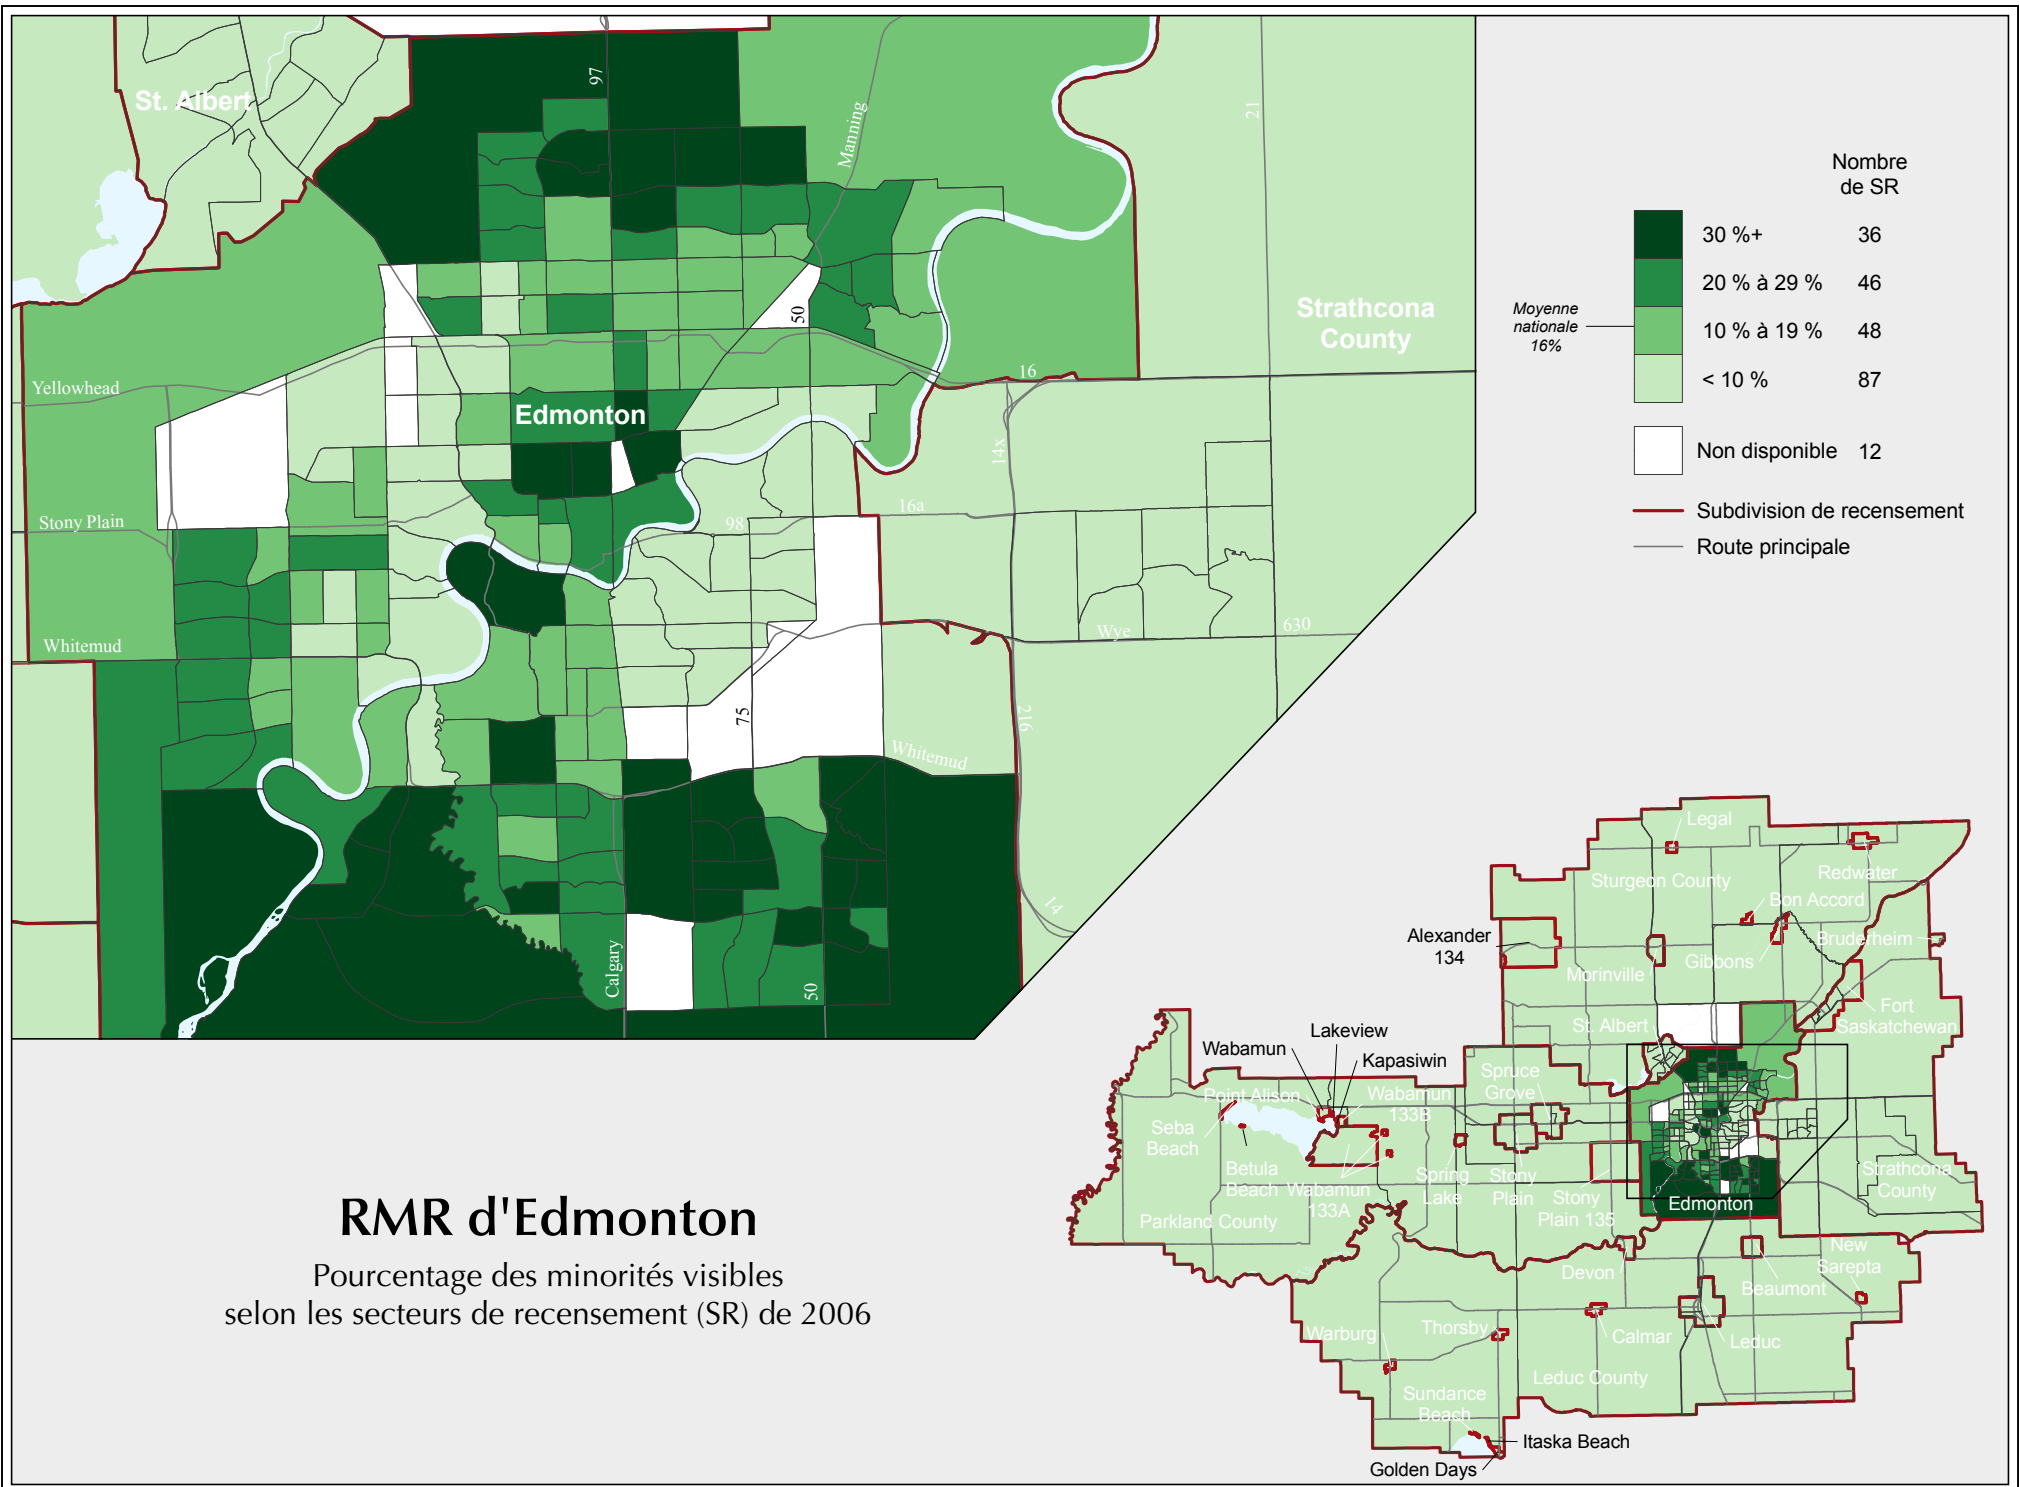 St. Albert
97
Manning
21
Strathcona
County
50
Yellowhead
16
Edmonton
14x
16a
Stony Plain
98
Whitemud
Wye
630
75
216
Whitemud
14
Calgary
50
Nombre
de SR
30 %+ 36
20 % à 29 % 46
10 % à 19 % 48
< 10 % 87
Moyenne
nationale
16%
Non disponible 12
Subdivision de recensement
Route principale
RMR d'Edmonton
Pourcentage des minorités visibles
selon les secteurs de recensement (SR) de 2006
Legal
Redwater
Sturgeon County
Bon Accord
Alexander
134
Bruderheim
Gibbons
Morinville
Fort
Saskatchewan
St. Albert
Lakeview
Wabamun
Kapasiwin
Spruce
Grove
Point Alison
Wabamun
133B
Seba
Beach
Betula
Beach
Wabamun
133A
Spring
Lake
Stony
Plain
Stony
Plain 135
Strathcona
County
Edmonton
Parkland County
New
Sarepta
Devon
Beaumont
Warburg
Thorsby
Calmar
Leduc
Leduc County
Sundance
Beach
Itaska Beach
Golden Days